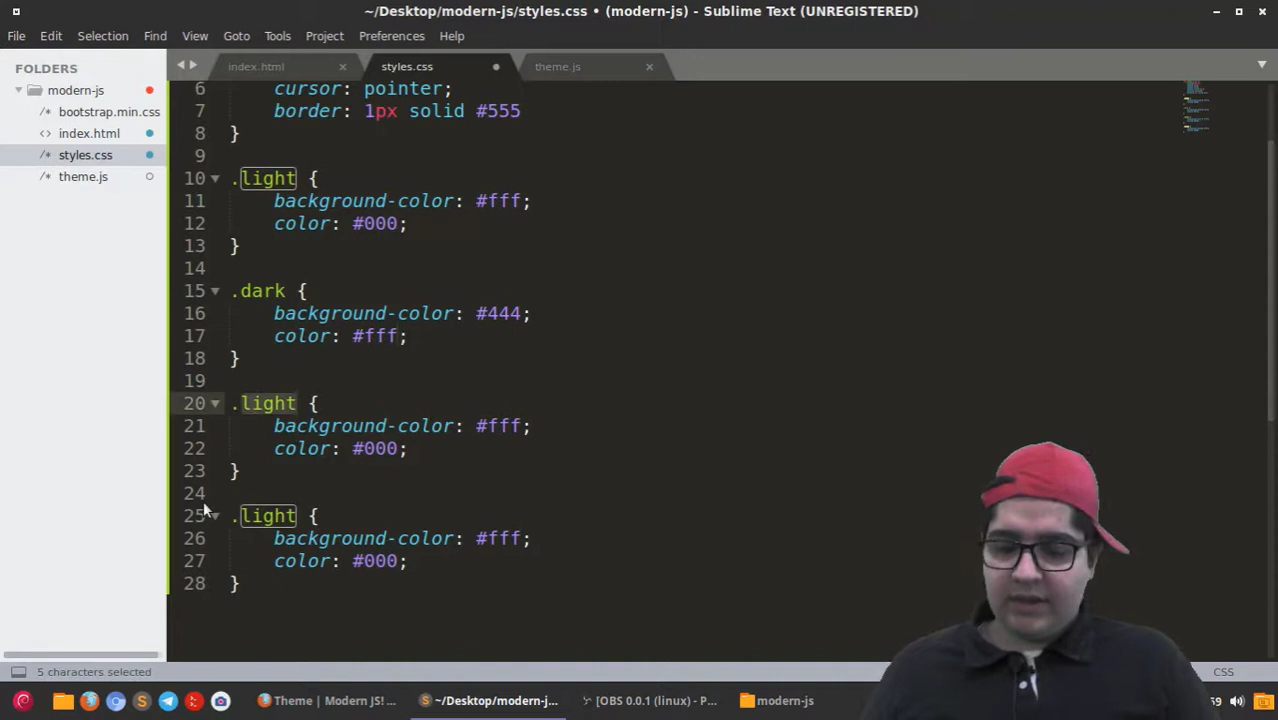 ~/Desktop/modern-js/styles.css • (modern-js) - Sublime Text (UNREGISTERED)
File Edit Selection Find View Goto Tools Project Preferences Help
FOLDERS
modern-js
bootstrap.min.css
<> index.html
/* styles.css
/* theme.js
index.html
styles.css
theme.js
6 cursor: pointer;
7 border: 1px solid #555
8 }
9
10 .light {
11 background-color: #fff;
12 color: #000;
13 }
14
15 .dark {
16 background-color: #444;
17 color: #fff;
18 }
19
20 .light {
21 background-color: #fff;
22 color: #000;
23 }
24
25 .light {
26 background-color: #fff;
27 color: #000;
28 }
5 characters selected
CSS
Theme | Modern JS! ...
~/Desktop/modern-j...
[OBS 0.0.1 (linux) - P...
modern-js
59